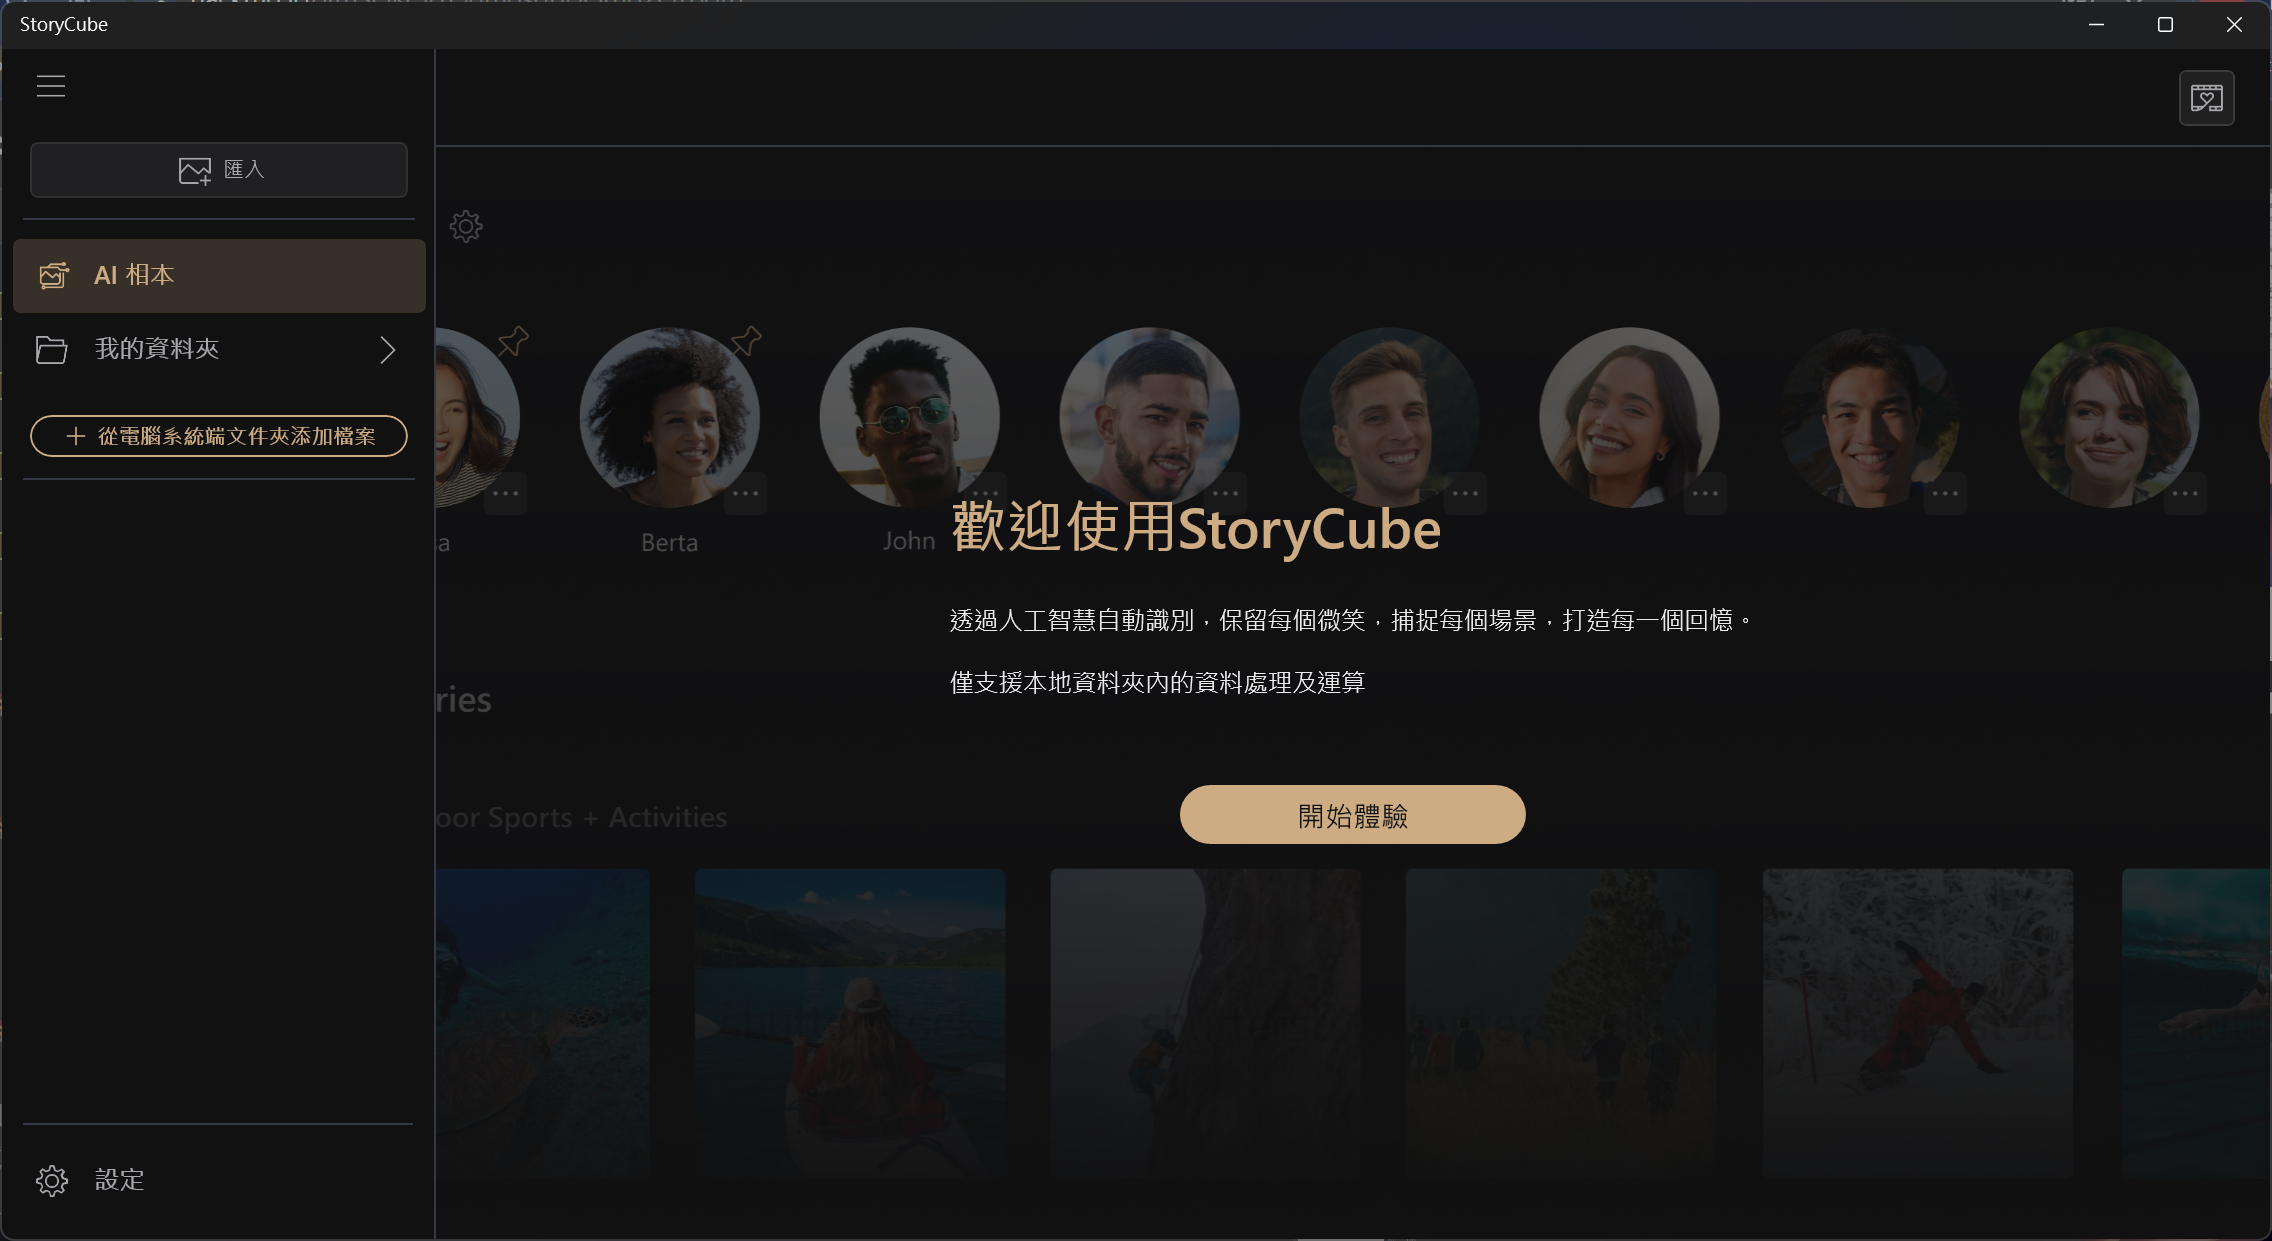 StoryCube
匯入
AI 相本
我的資料夾
從電腦系統端文件夾添加檔案
sa
Berta
John
歡迎使用StoryCube
透過人工智慧自動識別，保留每個微笑，捕捉每個場景，打造每一個回憶。
僅支援本地資料夾內的資料處理及運算
ries
開始體驗
oor Sports + Activities
設定